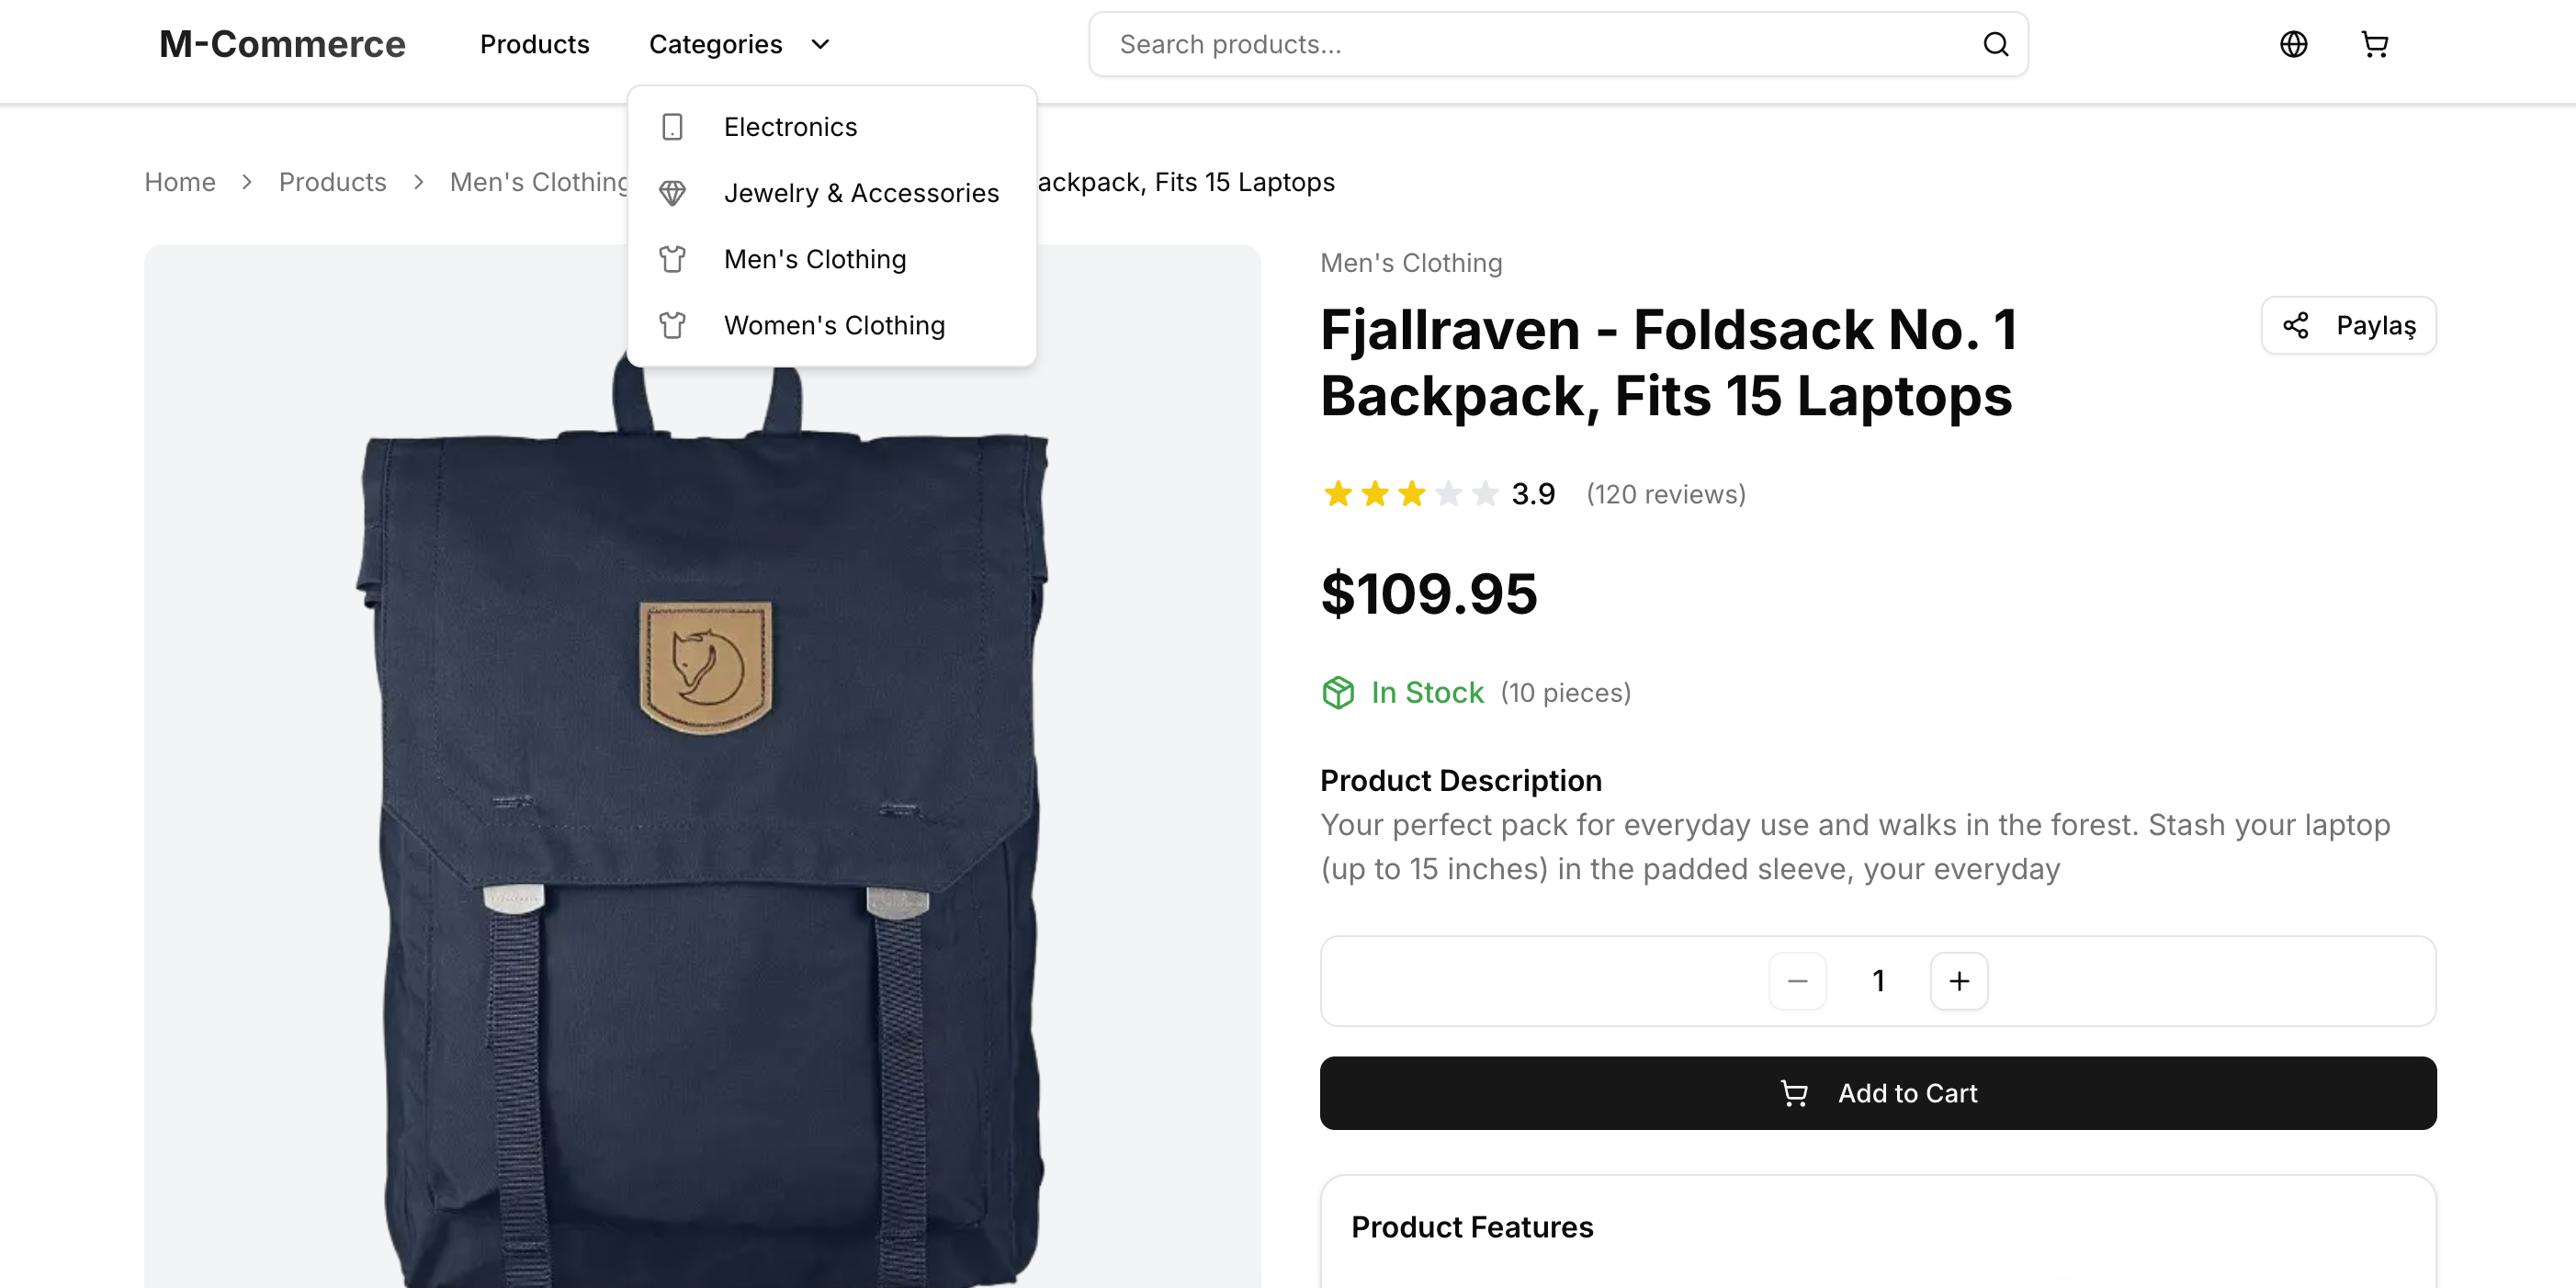 M-Commerce
Products
Categories
Search products...
Electronics
Jewelry & Accessories
Men's Clothing
Women's Clothing
Home > Products > Men's Clothing
ackpack, Fits 15 Laptops
Men's Clothing
Fjallraven - Foldsack No. 1
Backpack, Fits 15 Laptops
Paylaş
3.9 (120 reviews)
$109.95
In Stock (10 pieces)
Product Description
Your perfect pack for everyday use and walks in the forest. Stash your laptop
(up to 15 inches) in the padded sleeve, your everyday
1
Add to Cart
Product Features